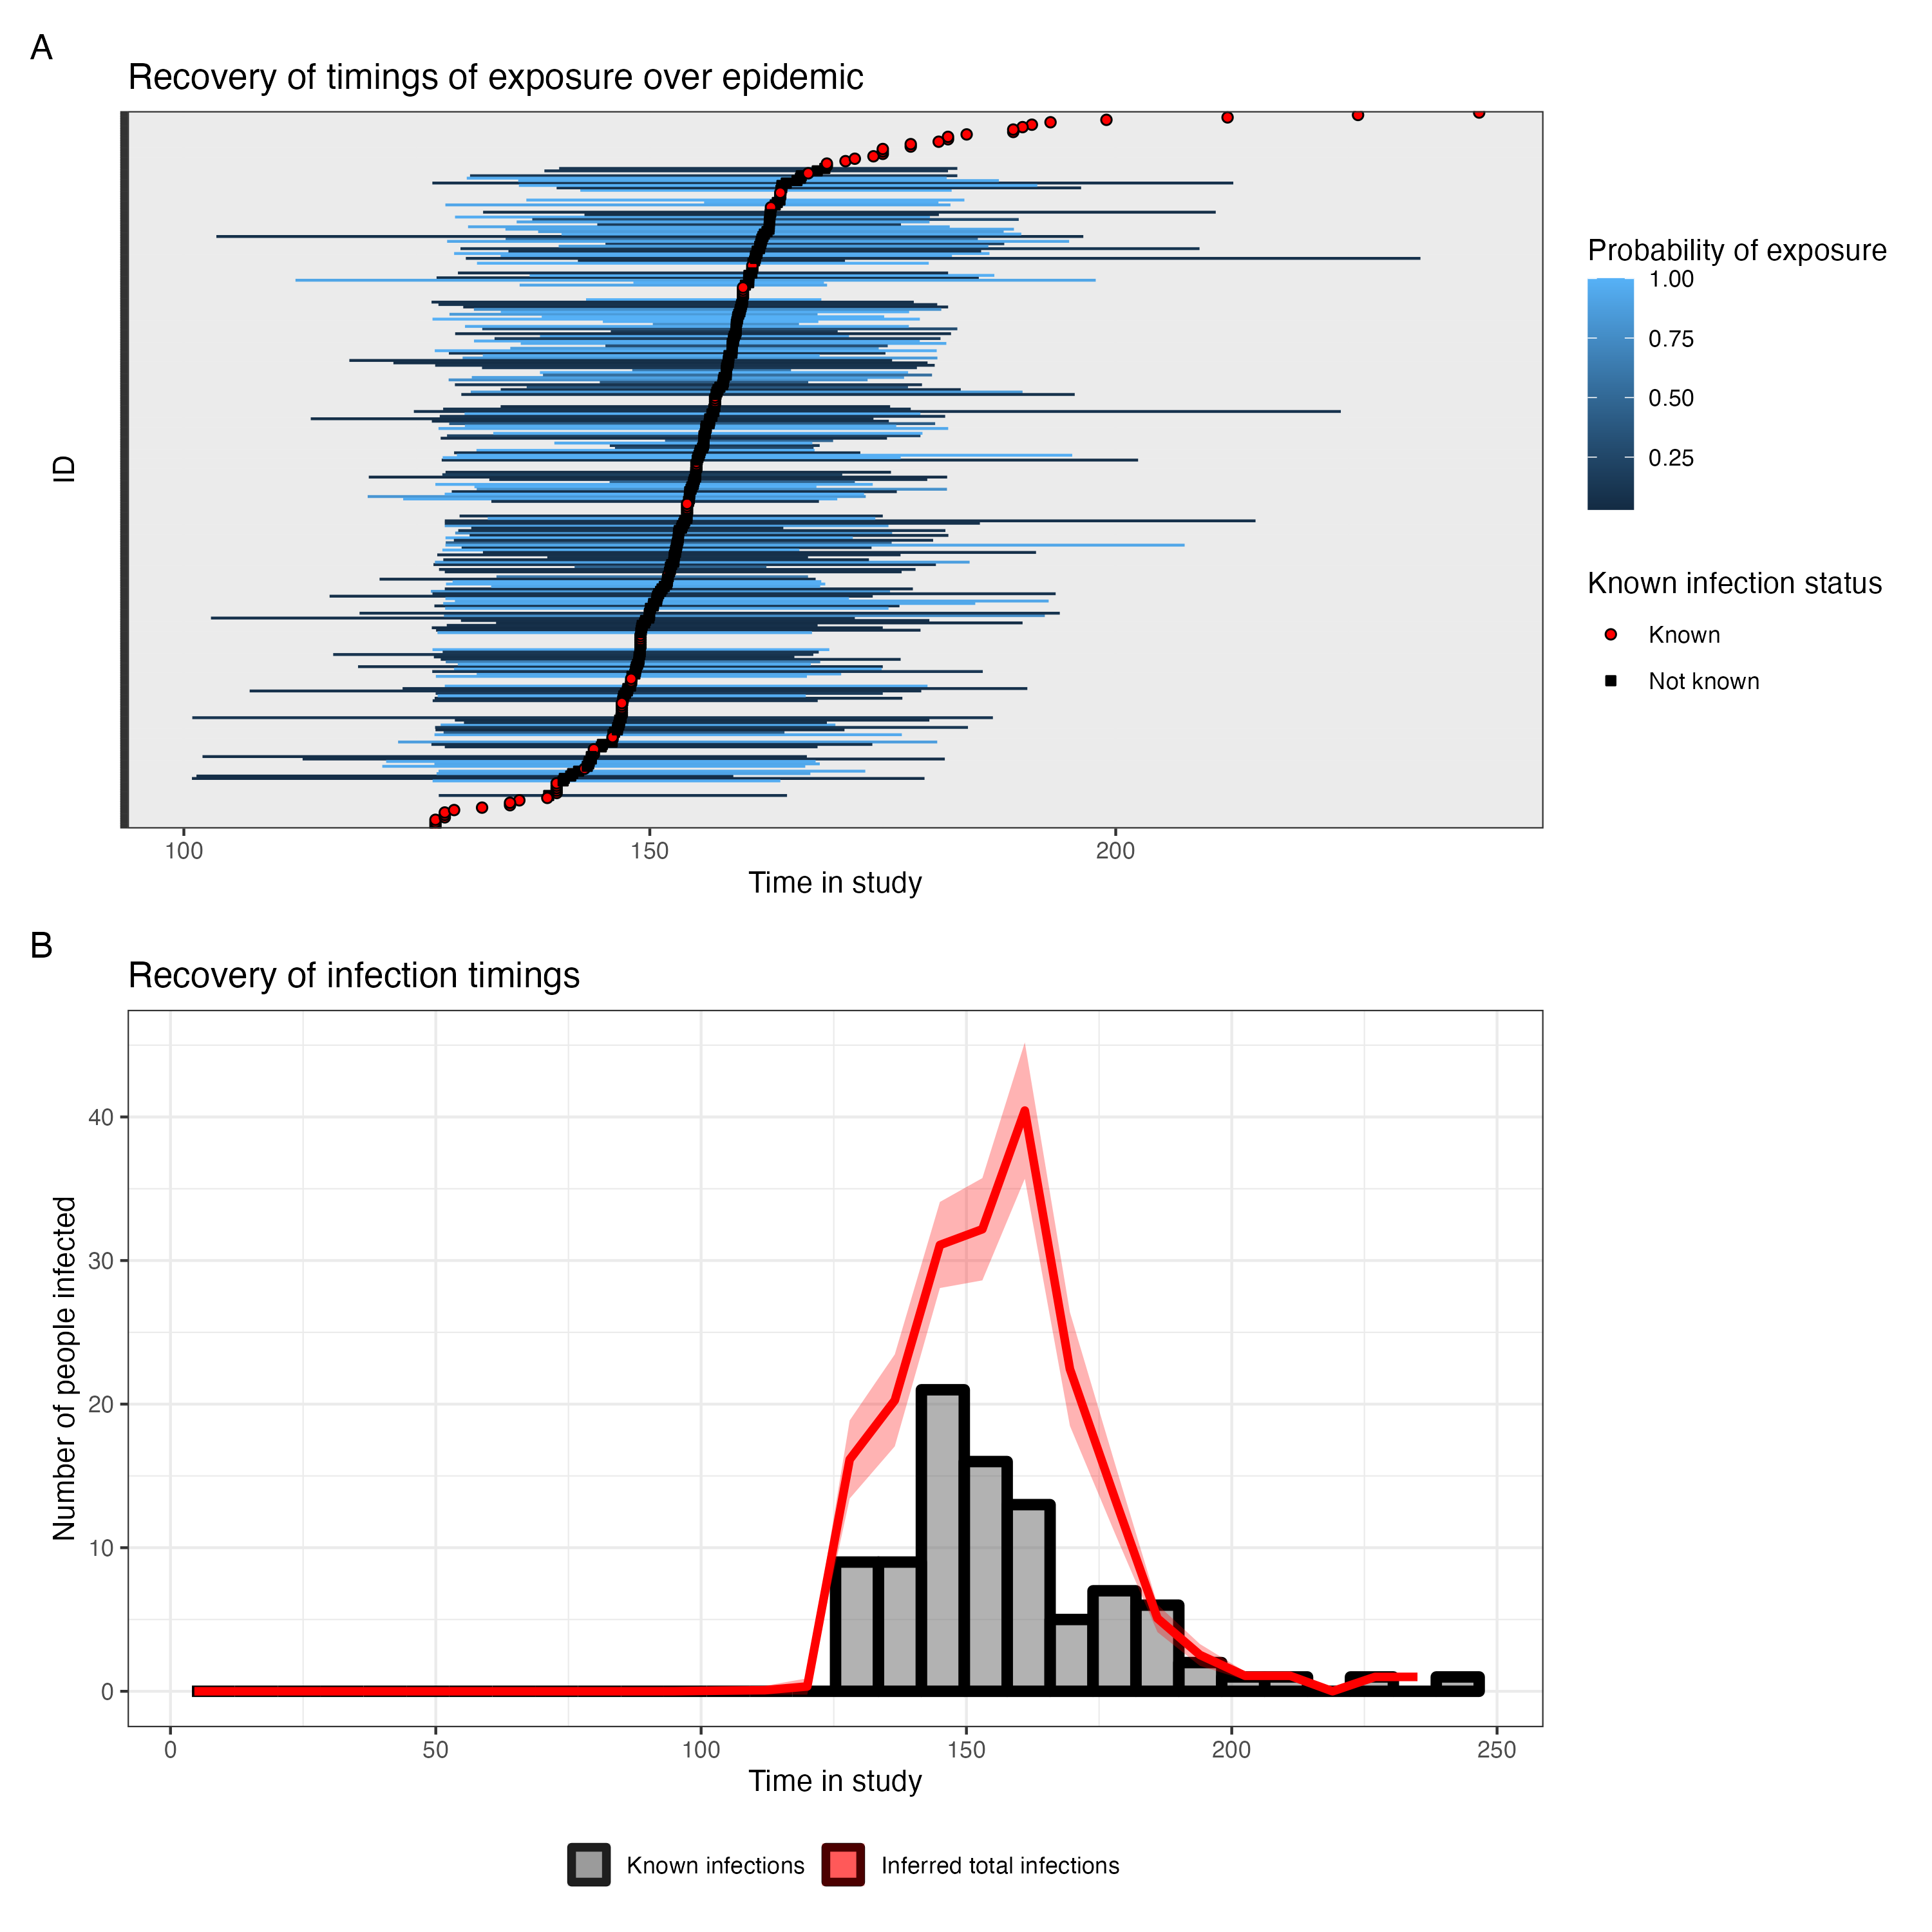 A
Recovery of timings of exposure over epidemic
ID
100 150 200
Time in study
Probability of exposure
1.00
0.75
0.50
0.25
Known infection status
Known
Not known
B
Recovery of infection timings
Number of people infected
40
30
20
10
0
0 50 100 150 200 250
Time in study
Known infections Inferred total infections